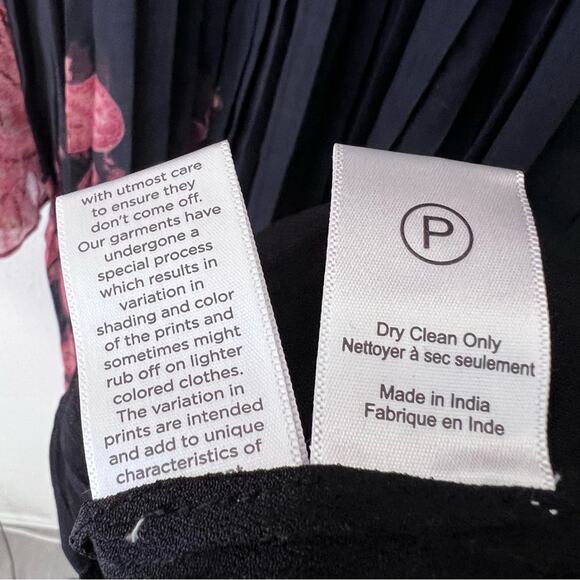 with utmost care
to ensure they
don't come off.
Our garments have
undergone a
special process
which results in
variation in
shading and color
of the prints and
sometimes might
rub off on lighter
colored clothes.
The variation in
prints are intended
and add to unique
characteristics of
P
Dry Clean Only
Nettoyer à sec seulement
Made in India
Fabrique en Inde